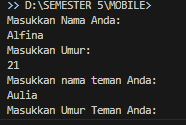 >> D:\SEMESTER 5\MOBILE>
Masukkan Nama Anda:
Alfina
Masukkan Umur:
21
Masukkan nama teman Anda:
Aulia
Masukkan Umur Teman Anda: